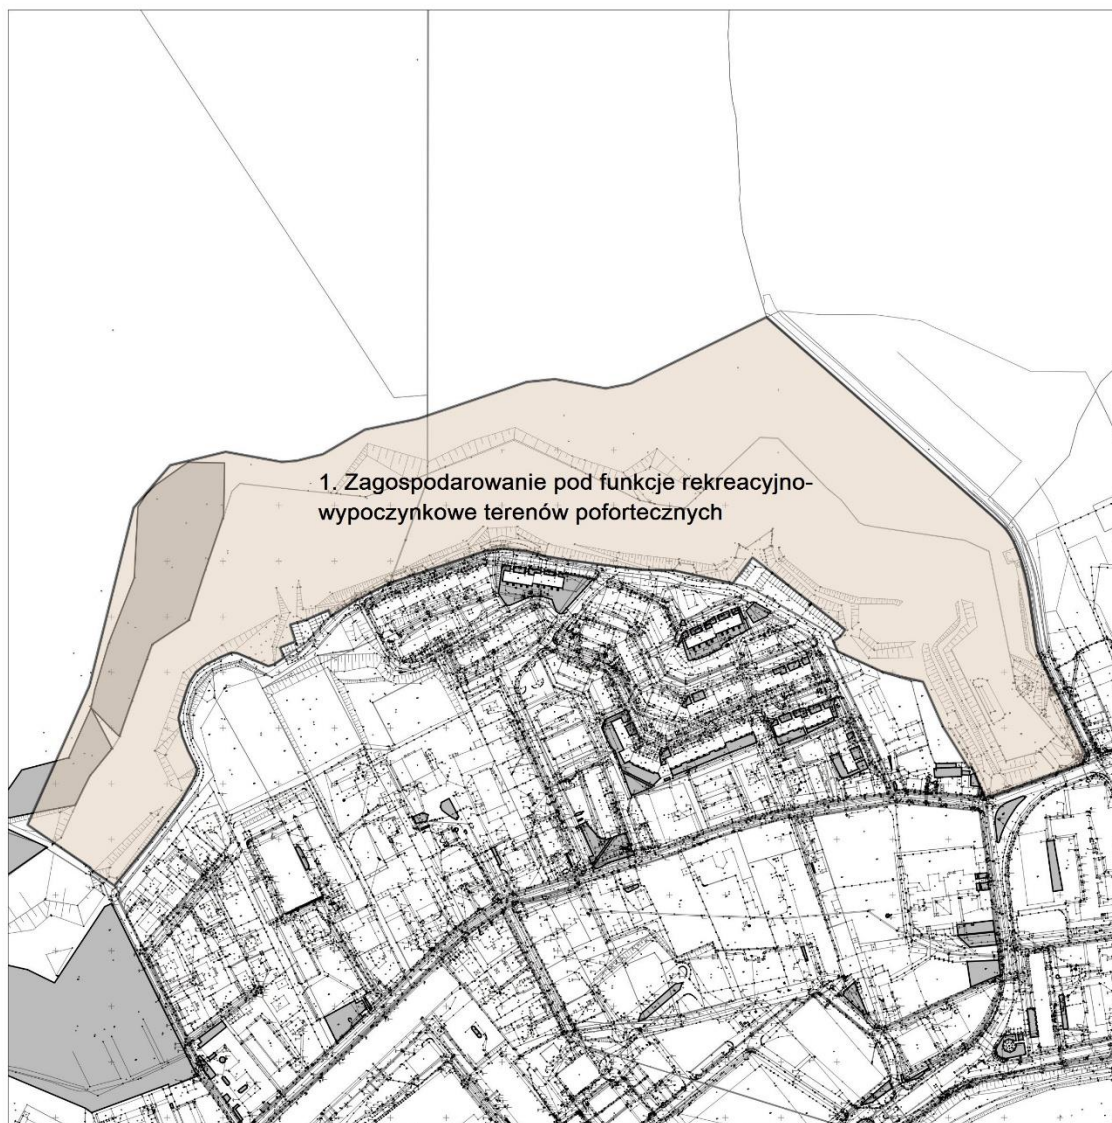 1. Zagospodarowanie pod funkcje rekreacyjno-
wypoczynkowe terenów pofortecznych